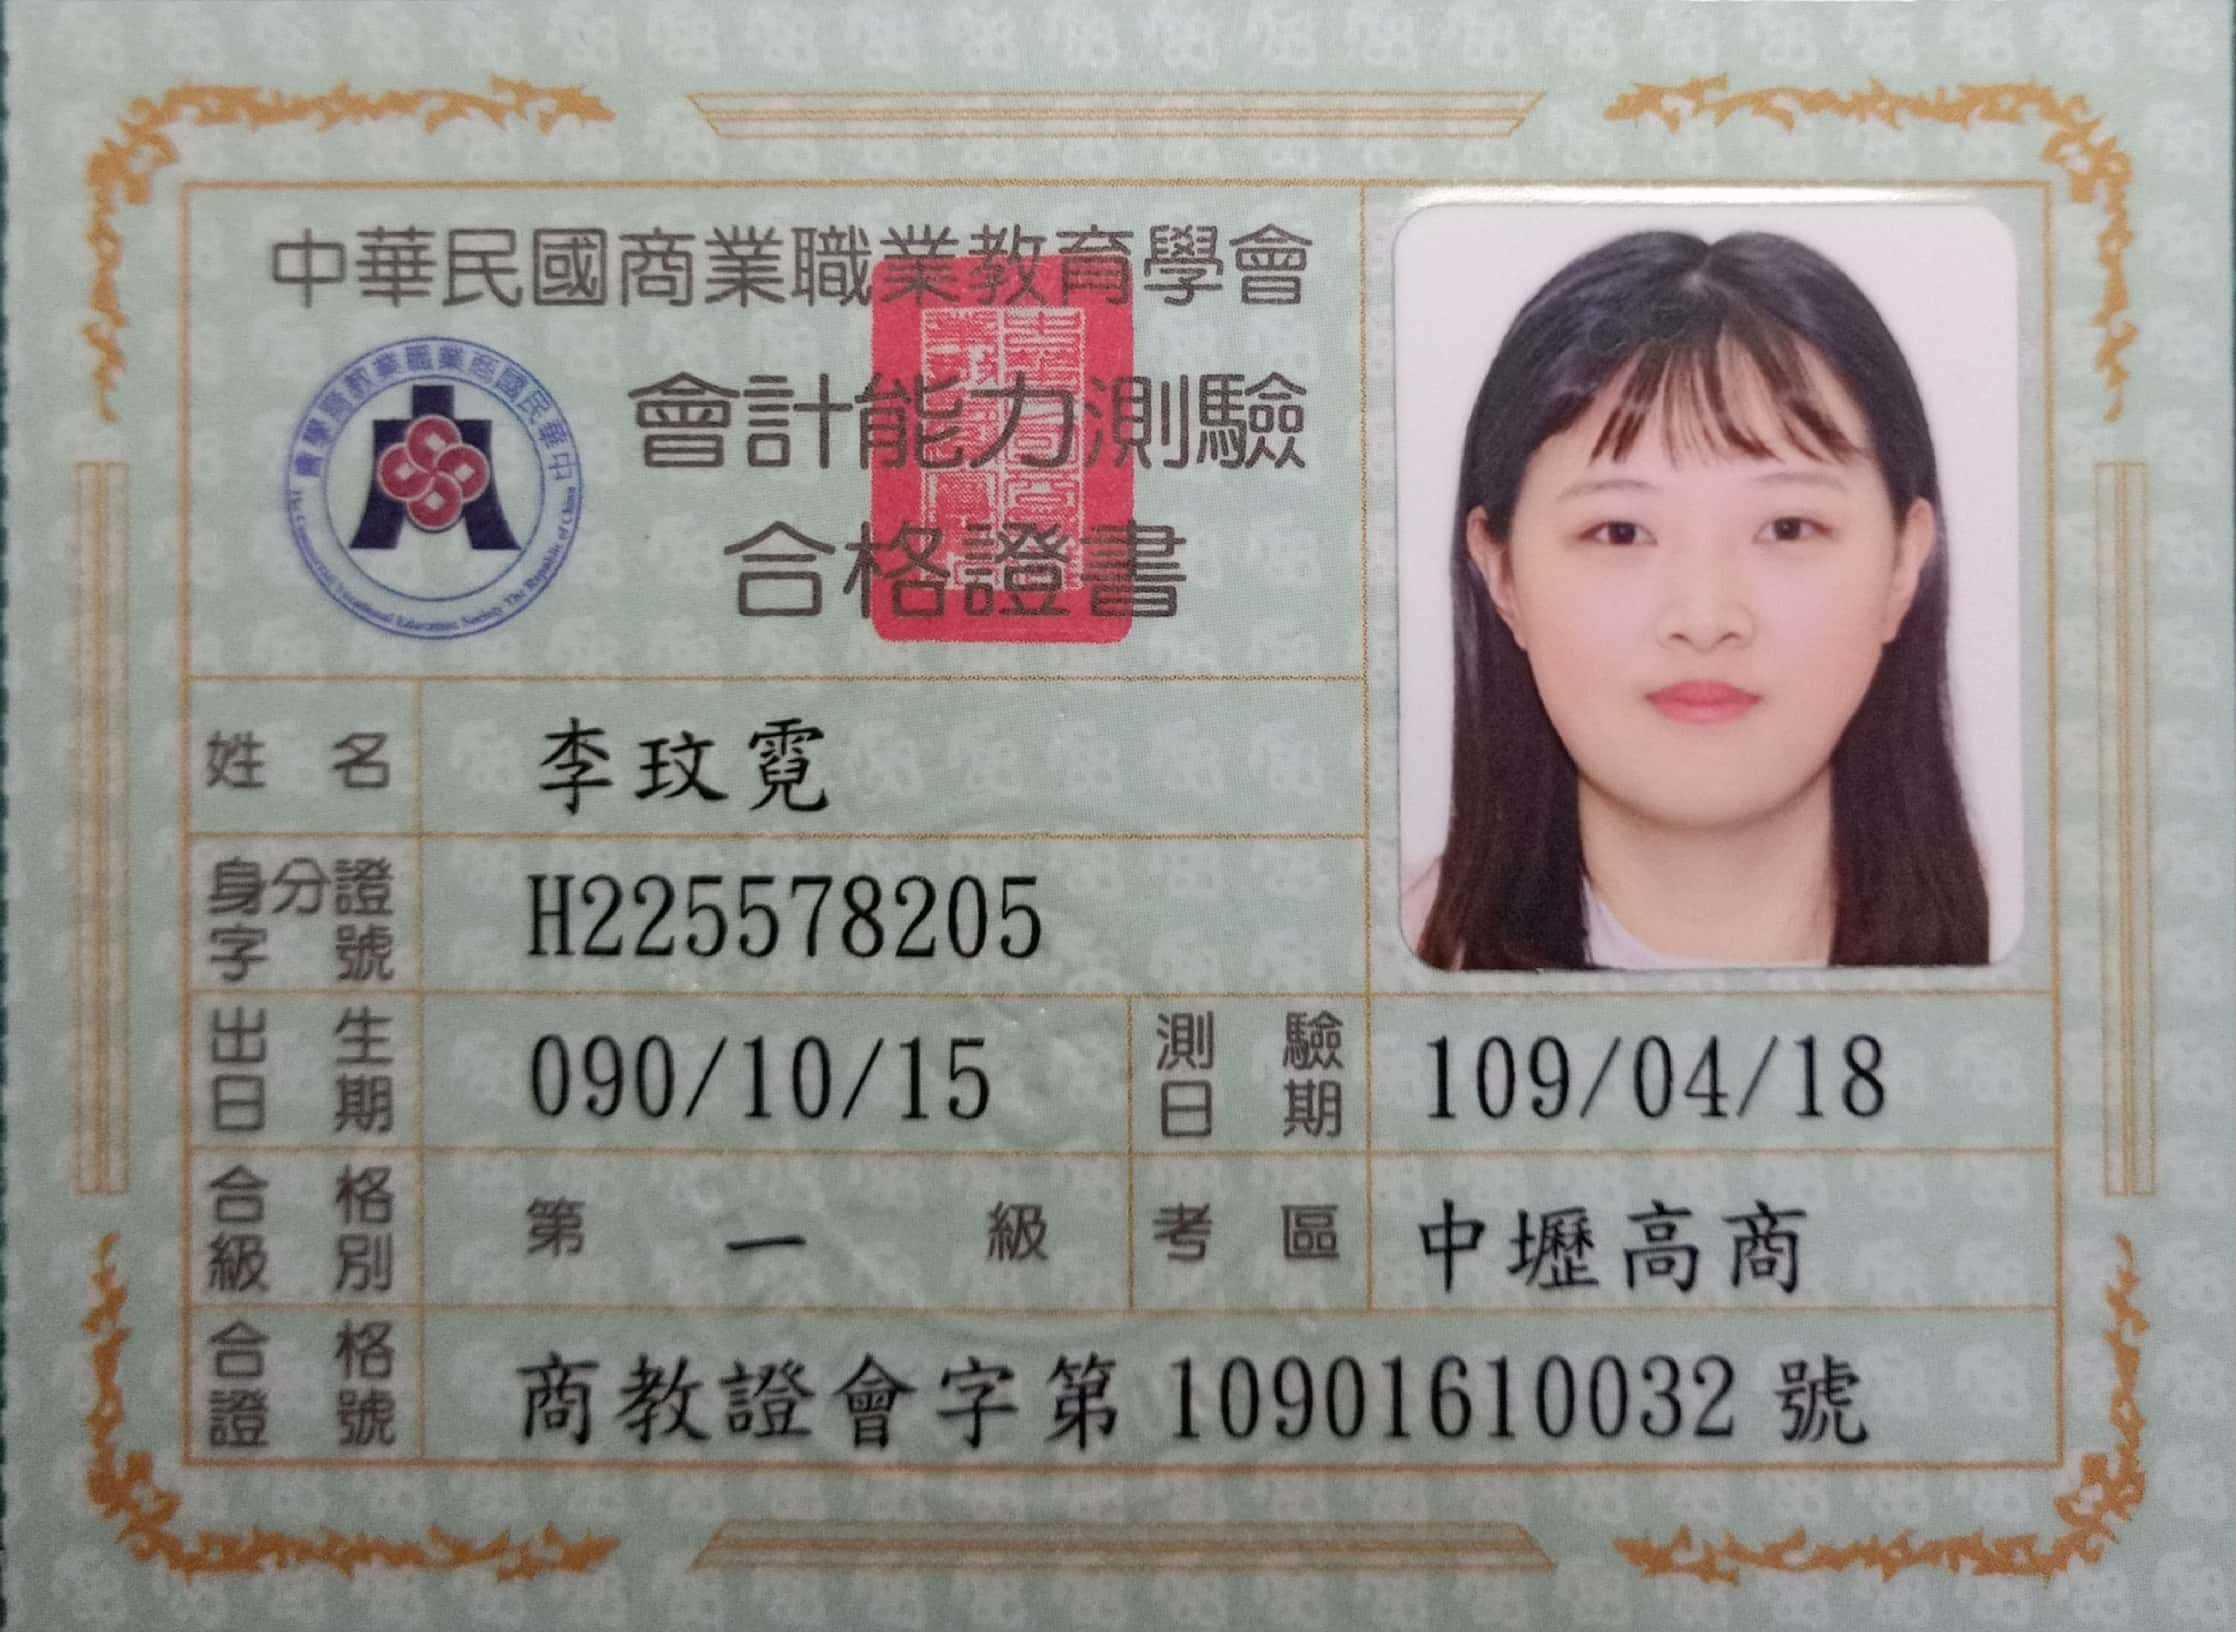 中華民國商業職業教育學會
會計能力測驗
合格證書
中華民國商業職業教育學會
The Commercial Vocational Education Society The Republic of China
姓名 李玟霓
身分證字號 H225578205
出生日期 090/10/15 測驗日期 109/04/18
合格級別 第一級 考區 中壢高商
合格證號 商教證會字第 10901610032 號